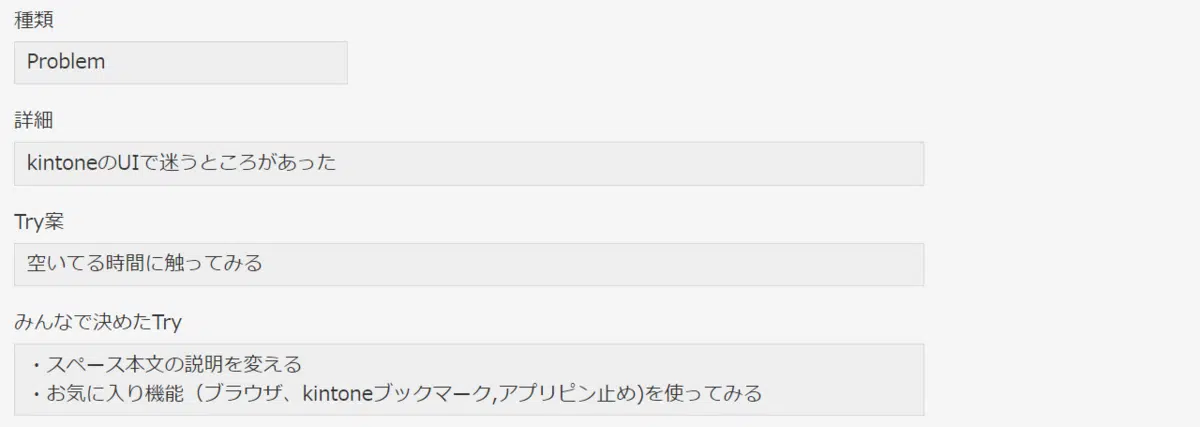 種類
Problem
詳細
kintoneのUIで迷うところがあった
Try案
空いてる時間に触ってみる
みんなで決めたTry
・スペース本文の説明を変える
・お気に入り機能（ブラウザ、kintoneブックマーク,アプリピン止め)を使ってみる